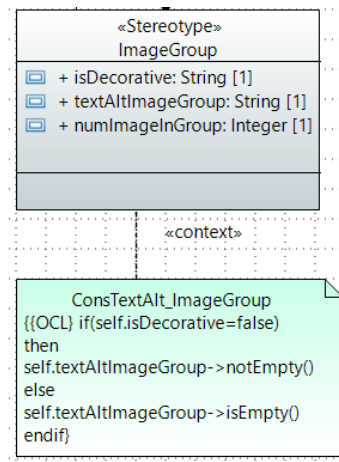 «Stereotype»
ImageGroup
+ isDecorative: String [1]
+ textAltImageGroup: String [1]
+ numImageInGroup: Integer [1]
«context»
ConsTextAlt_ImageGroup
{{OCL} if(self.isDecorative=false)
then
self.textAltImageGroup->notEmpty()
else
self.textAltImageGroup->isEmpty()
endif}